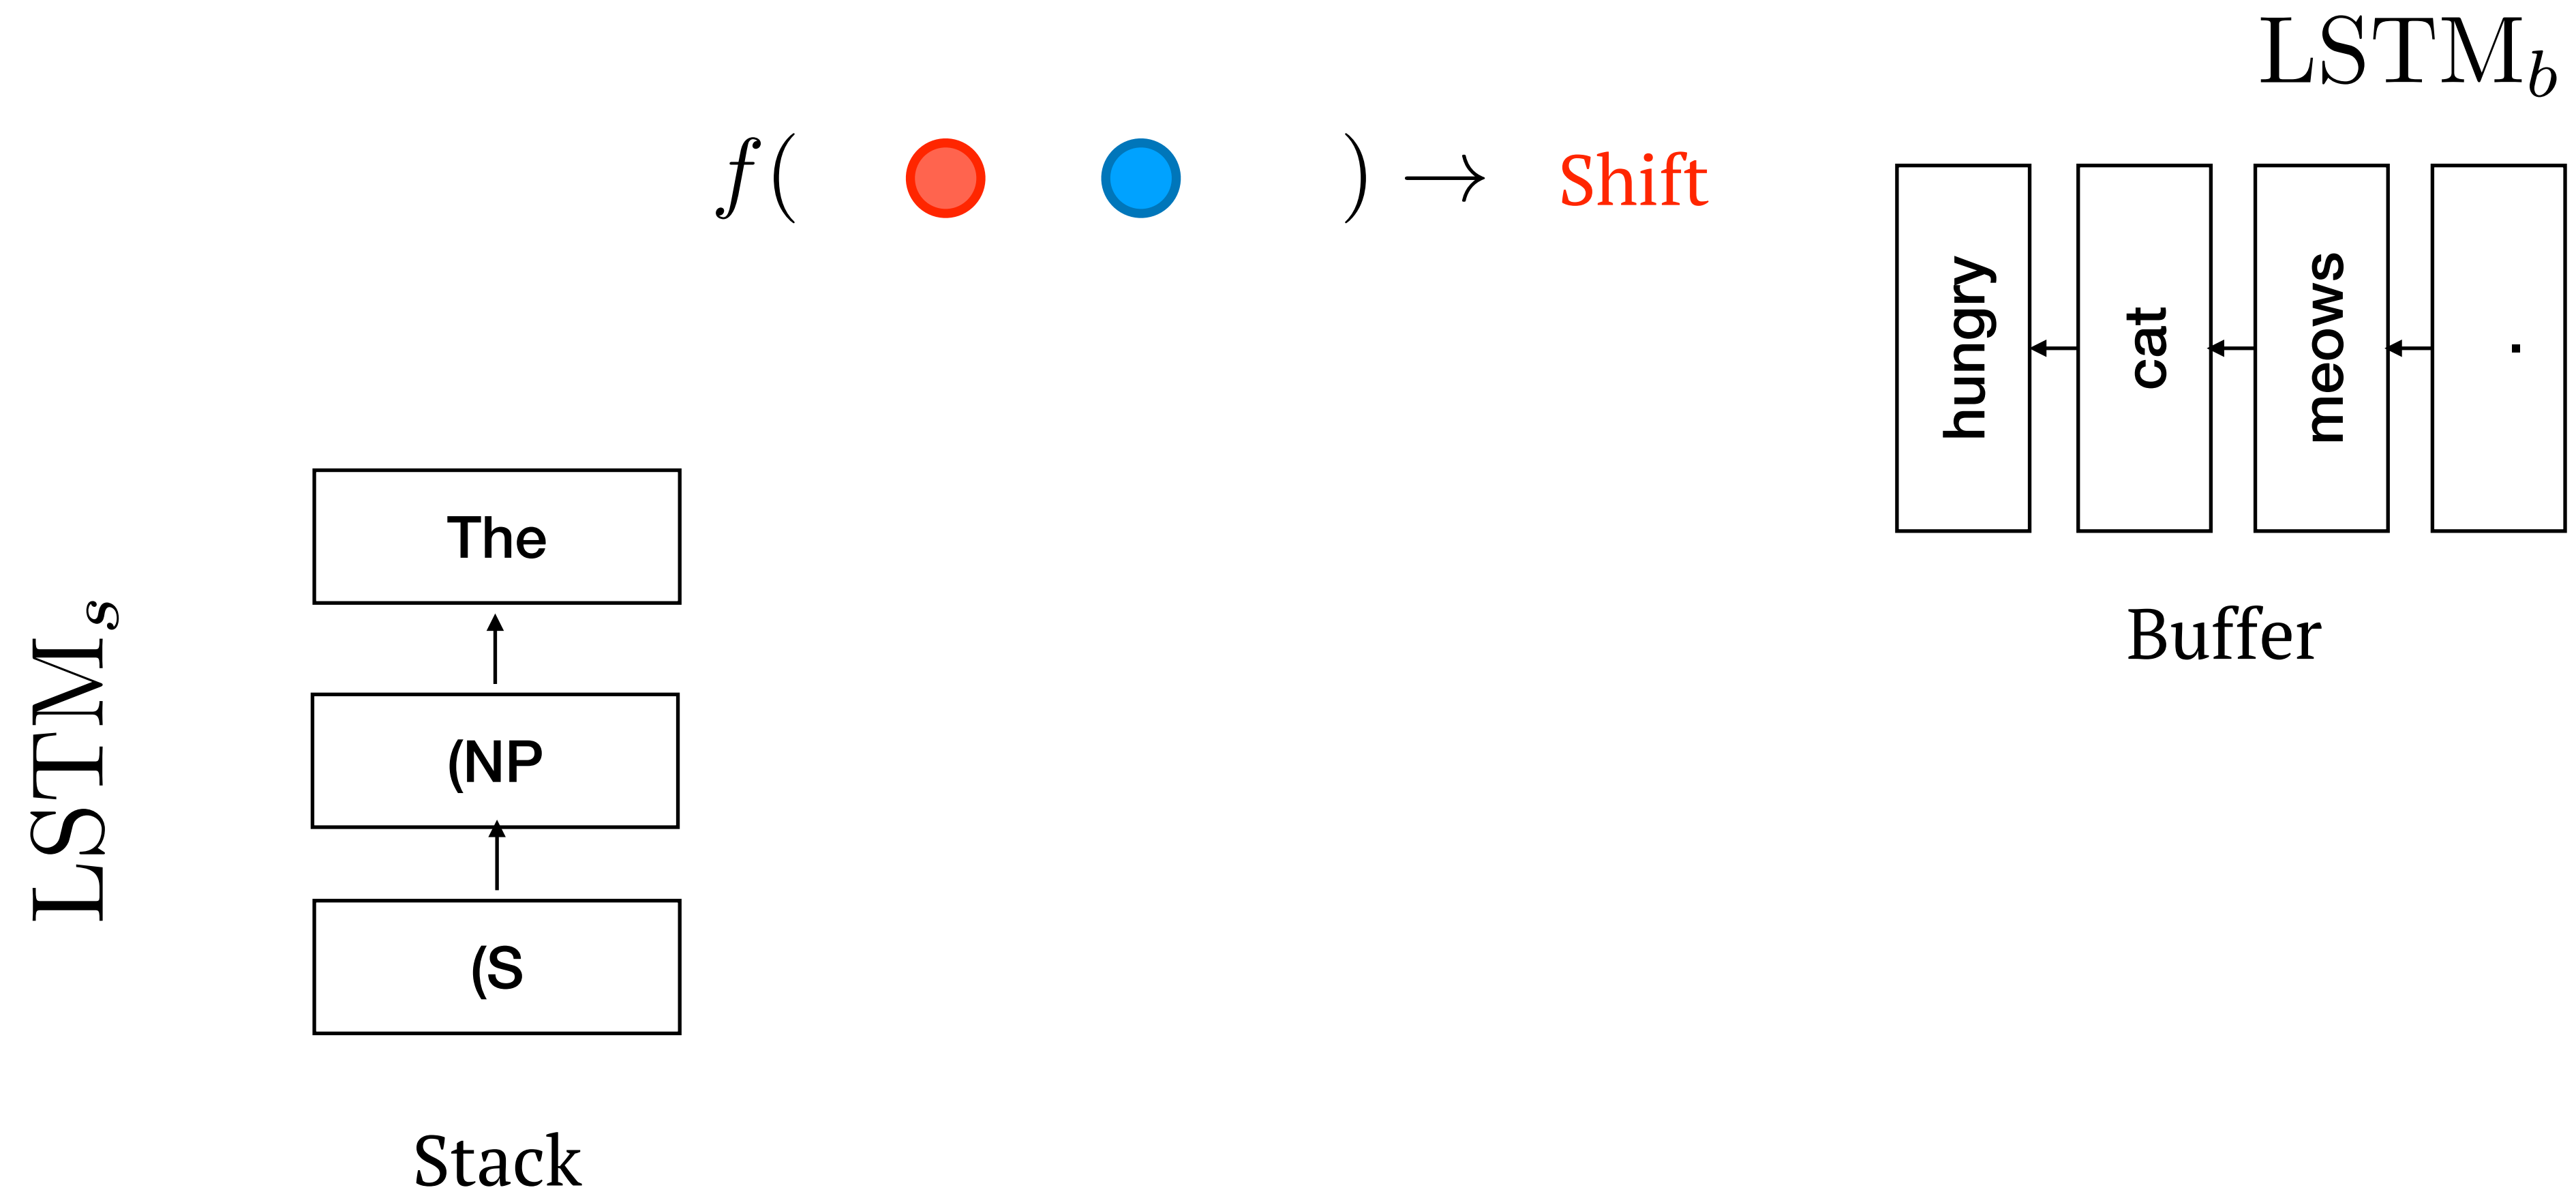 LSTM_b
f( ) → Shift
hungry
cat
meows
.
Buffer
LSTM_s
The
(NP
(S
Stack